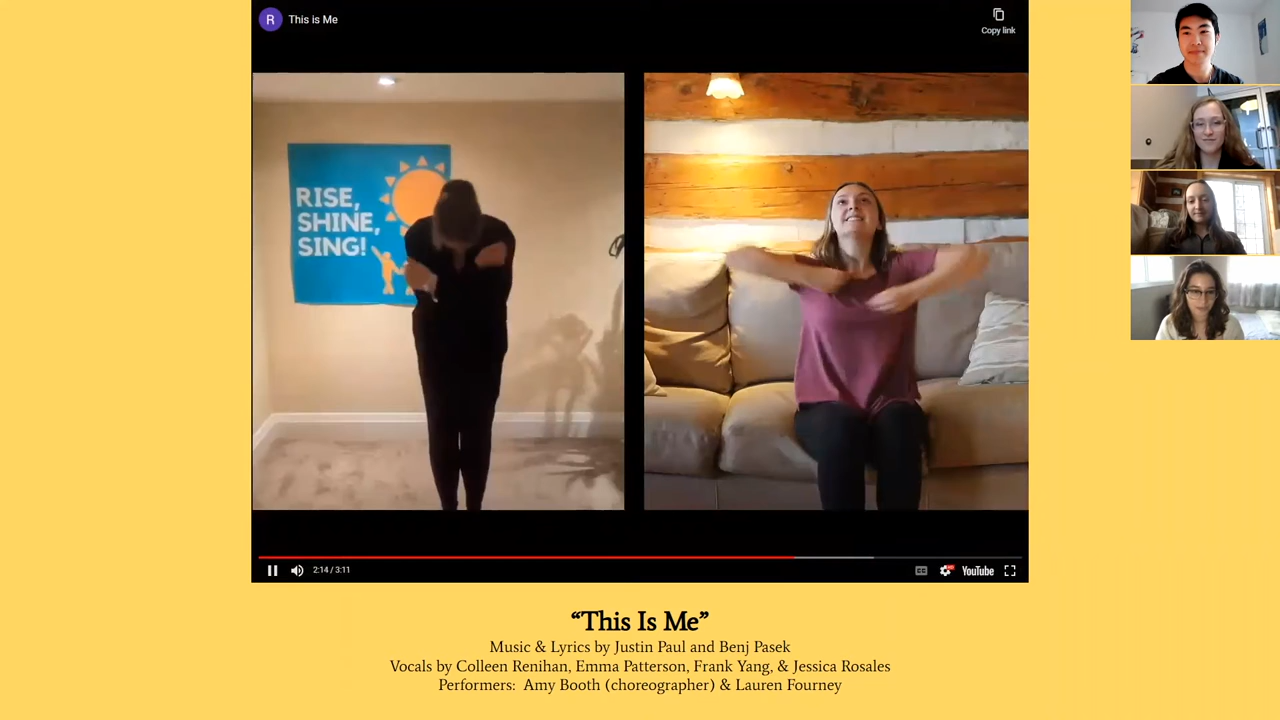 R
This is Me
Copy link
RISE,
SHINE,
SING!
2:14 / 3:11
CC
YouTube
“This Is Me”
Music & Lyrics by Justin Paul and Benj Pasek
Vocals by Colleen Renihan, Emma Patterson, Frank Yang, & Jessica Rosales
Performers: Amy Booth (choreographer) & Lauren Fourney